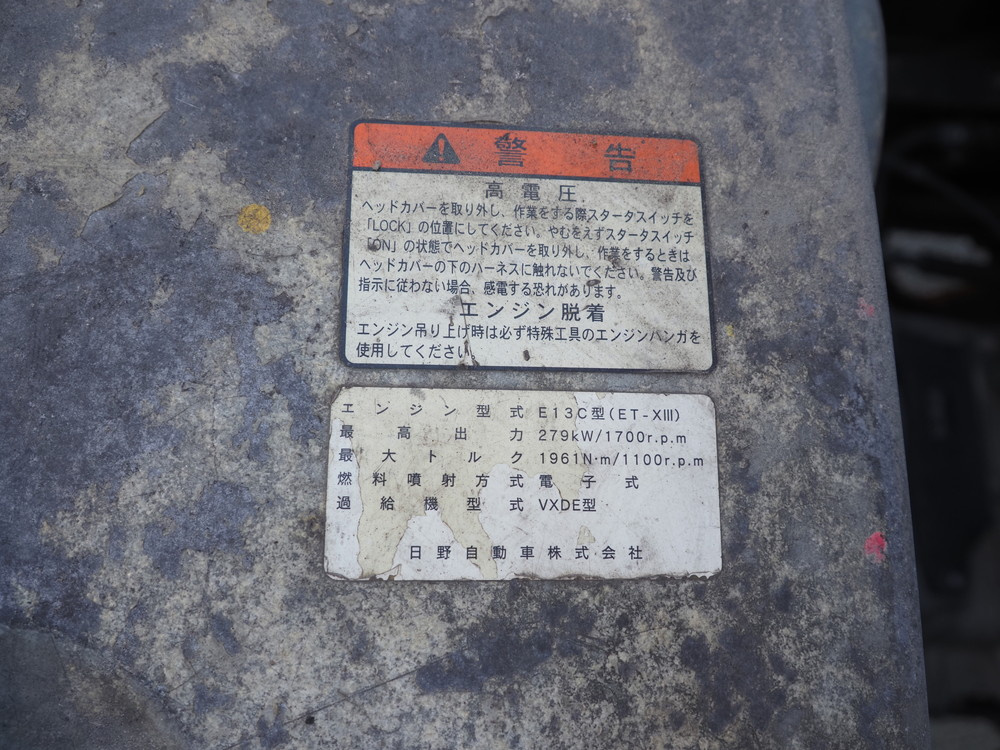 警告
高電圧
ヘッドカバーを取り外し、作業をする際スタータスイッチを
「LOCK」の位置にしてください。やむをえずスタータスイッチ
「ON」の状態でヘッドカバーを取り外し、作業をするときは
ヘッドカバーの下のハーネスに触れないでください。警告及び
指示に従わない場合、感電する恐れがあります。
エンジン脱着
エンジン吊り上げ時は必ず特殊工具のエンジンハンガを
使用してください。
エンジン型式 E13C型(ET-XIII)
最高出力 279kW/1700r.p.m
最大トルク 1961N·m/1100r.p.m
燃料噴射方式 電子式
過給機型式 VXDE型
日野自動車株式会社